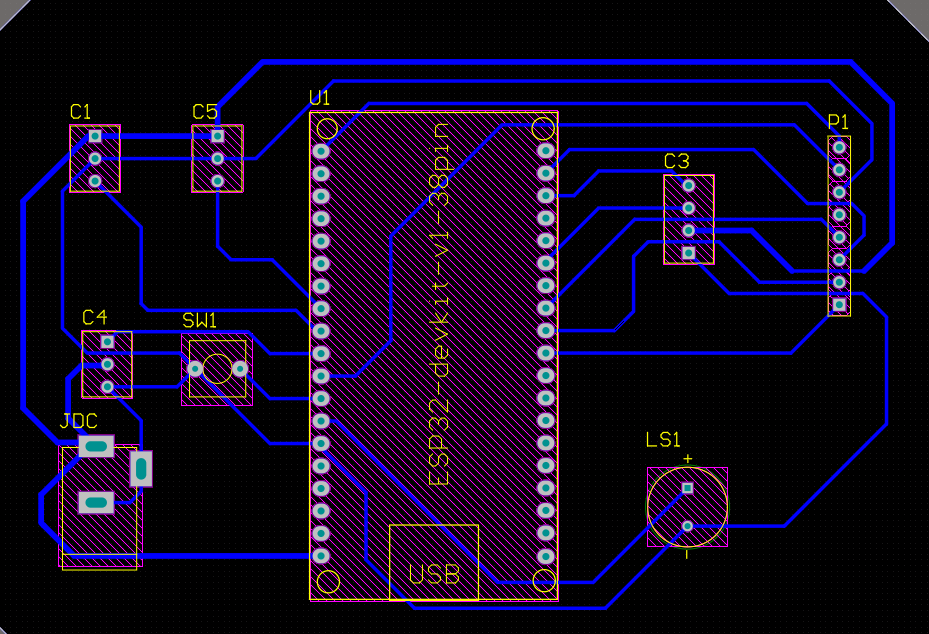 U1
C1
C5
P1
C3
ESP32-devkit-v1-38pin
C4
SW1
JDC
LS1
+
-
USB